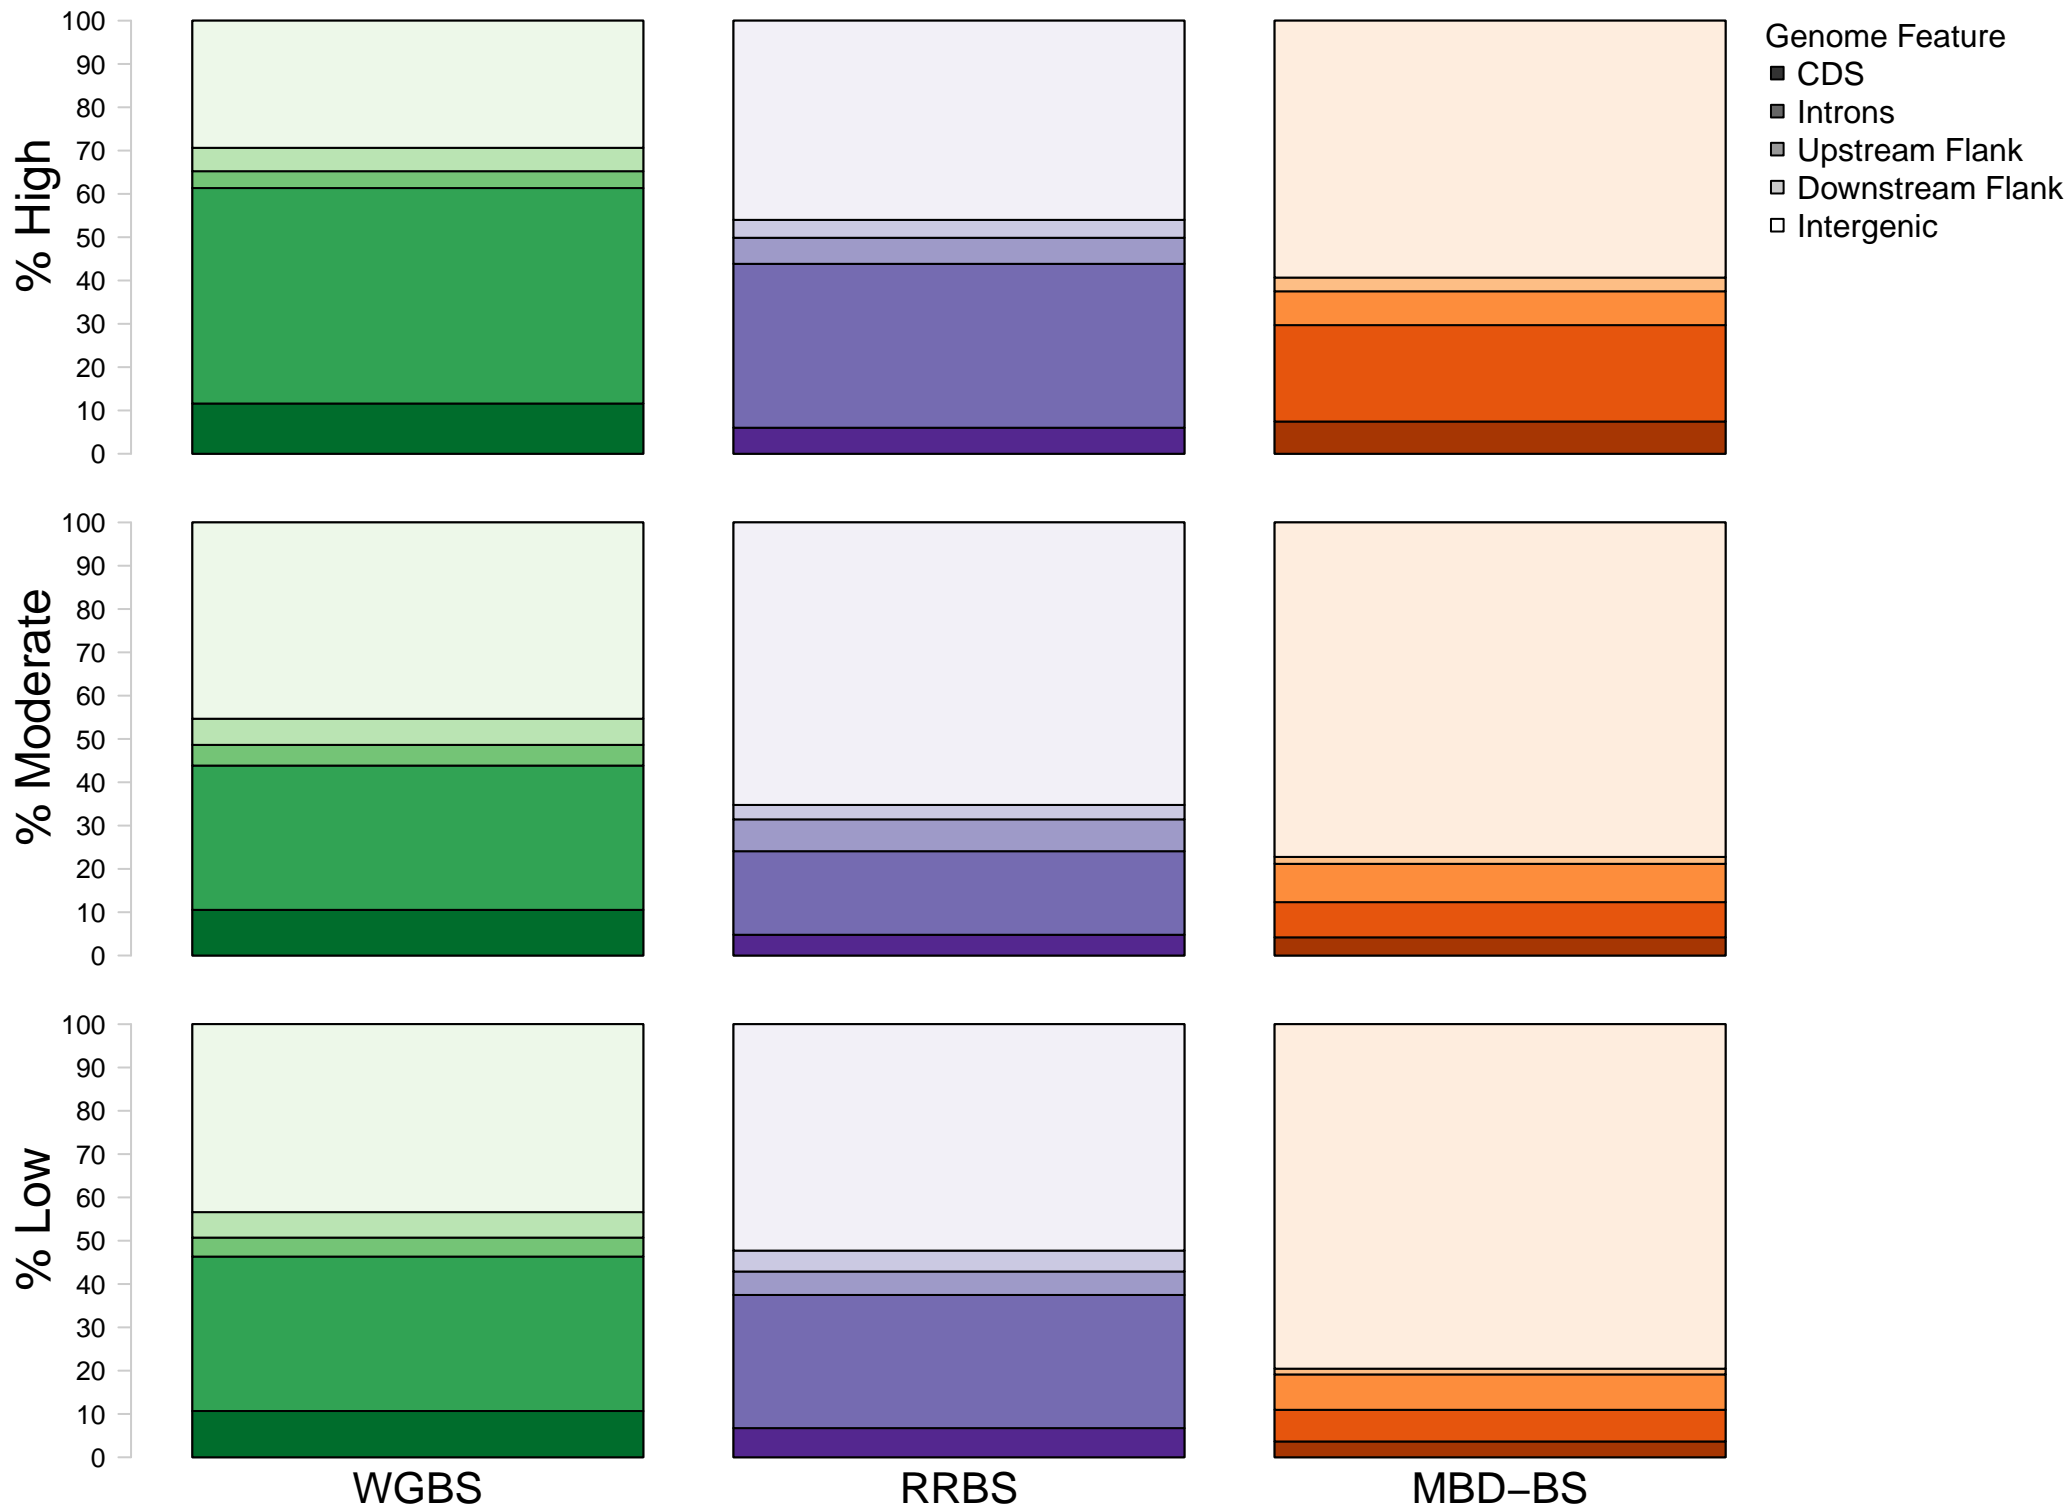 % High
100
90
80
70
60
50
40
30
20
10
0
Genome Feature
CDS
Introns
Upstream Flank
Downstream Flank
Intergenic
% Moderate
100
90
80
70
60
50
40
30
20
10
0
% Low
100
90
80
70
60
50
40
30
20
10
0
WGBS
RRBS
MBD−BS